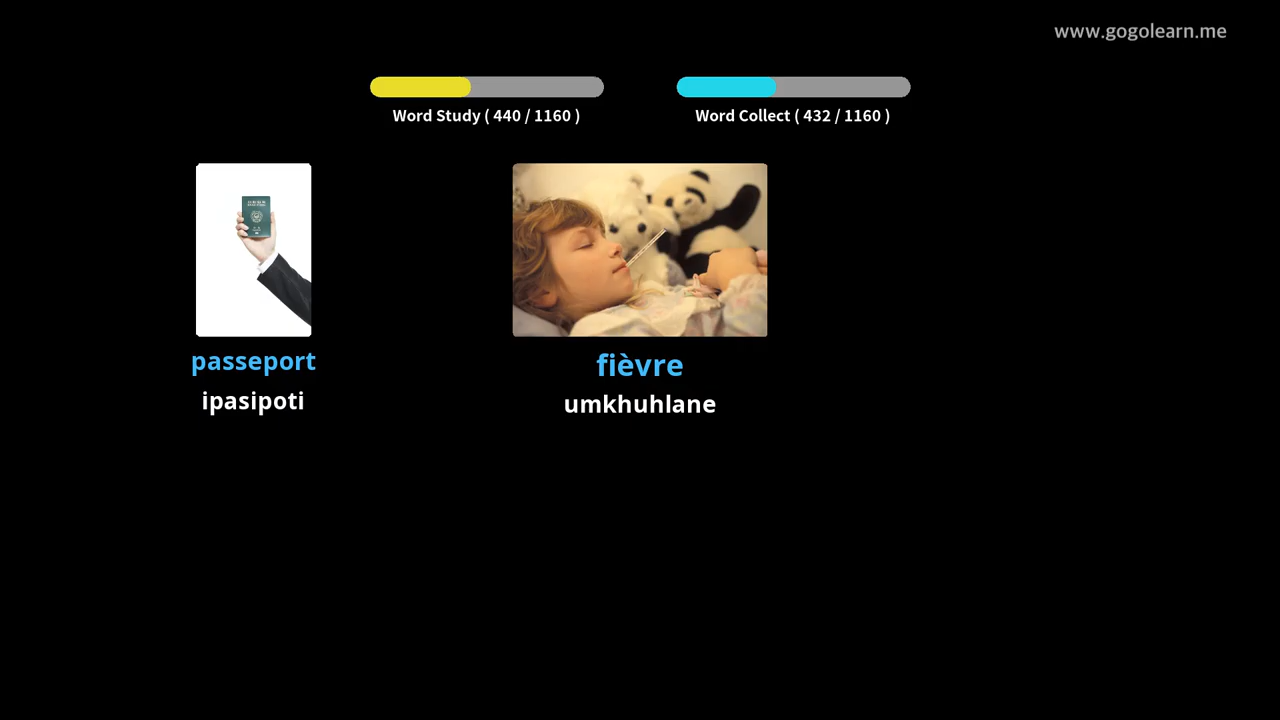 www.gogolearn.me
Word Study ( 440 / 1160 )
Word Collect ( 432 / 1160 )
passeport
ipasipoti
fièvre
umkhuhlane